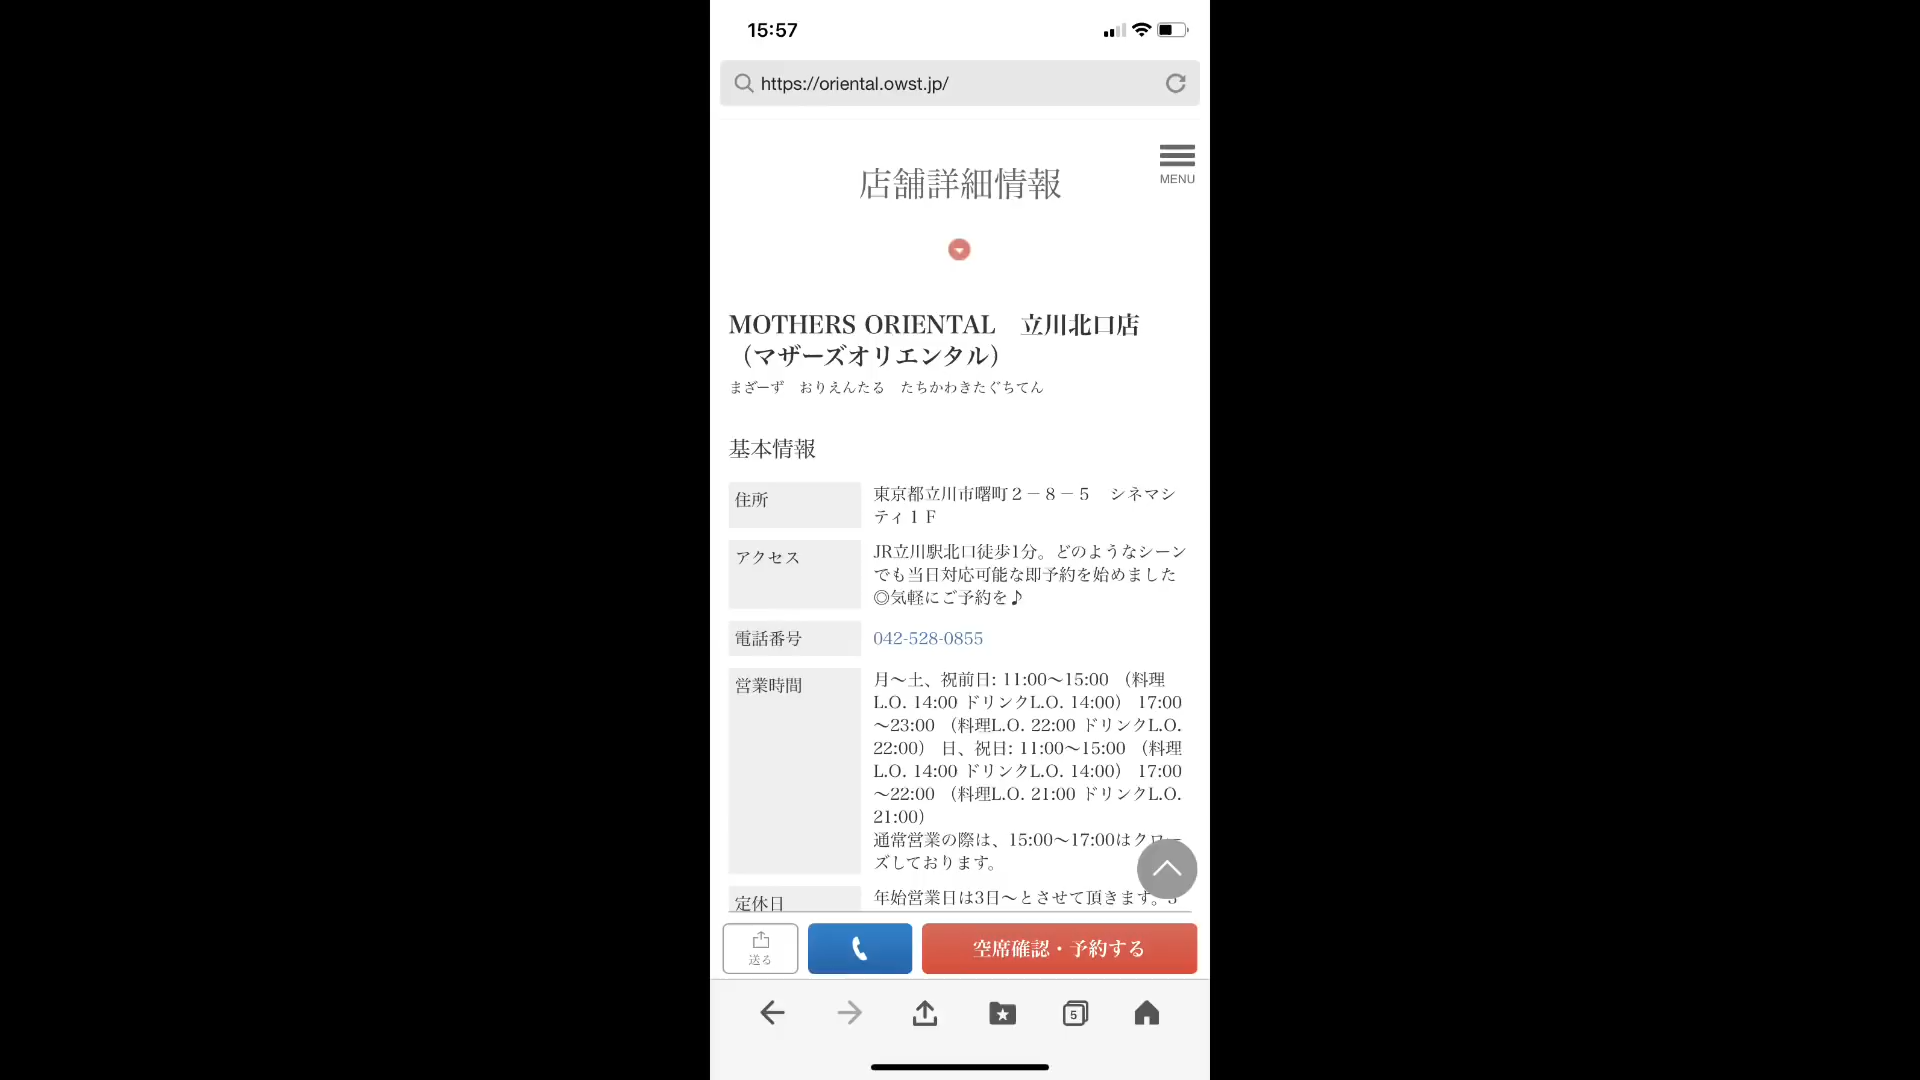 15:57
https://oriental.owst.jp/
MENU
店舗詳細情報
MOTHERS ORIENTAL　立川北口店
（マザーズオリエンタル）
まざーず　おりえんたる　たちかわきたぐちてん
基本情報
住所
東京都立川市曙町２－８－５　シネマシ
ティ１Ｆ
アクセス
JR立川駅北口徒歩1分。どのようなシーン
でも当日対応可能な即予約を始めました
◎気軽にご予約を♪
電話番号
042-528-0855
営業時間
月～土、祝前日: 11:00～15:00 （料理
L.O. 14:00 ドリンクL.O. 14:00） 17:00
～23:00 （料理L.O. 22:00 ドリンクL.O.
22:00） 日、祝日: 11:00～15:00 （料理
L.O. 14:00 ドリンクL.O. 14:00） 17:00
～22:00 （料理L.O. 21:00 ドリンクL.O.
21:00）
通常営業の際は、15:00～17:00はクロー
ズしております。
定休日
年始営業日は3日～とさせて頂きます。
送る
空席確認・予約する
5